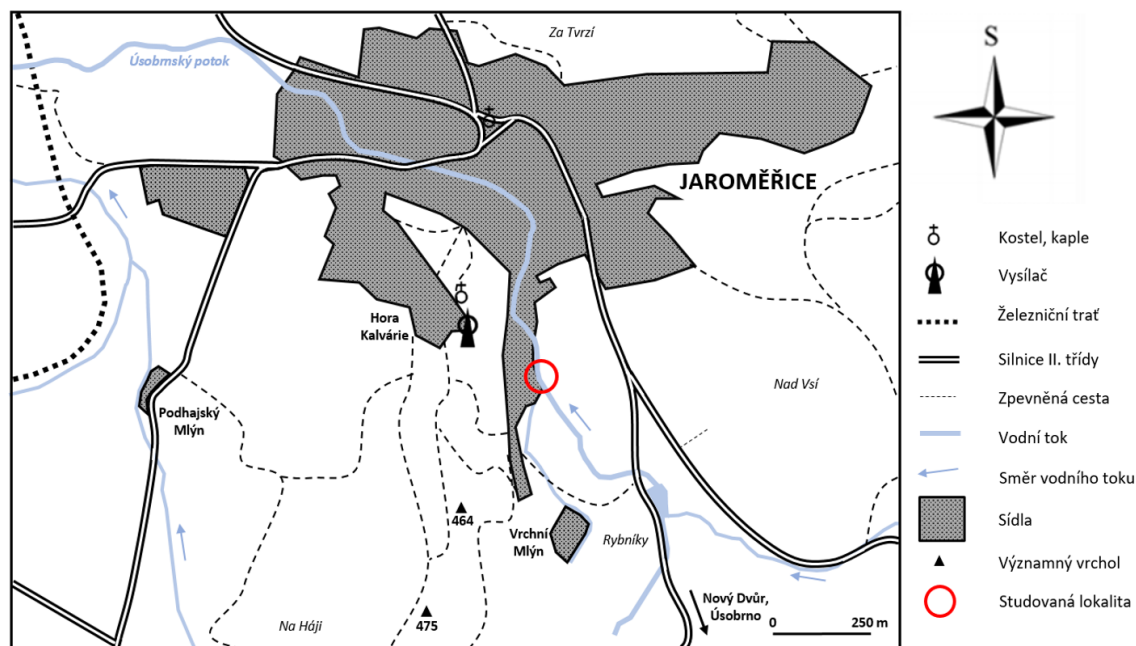 Za Tvrzí
Úsobrnský potok
JAROMĚŘICE
Hora
Kalvárie
Nad Vsí
Podhajský
Mlýn
464
Vrchní
Mlýn
Rybníky
Nový Dvůr,
Úsobrno
475
Na Háji
0 250 m
S
Kostel, kaple
Vysílač
Železniční trať
Silnice II. třídy
Zpevněná cesta
Vodní tok
Směr vodního toku
Sídla
Významný vrchol
Studovaná lokalita